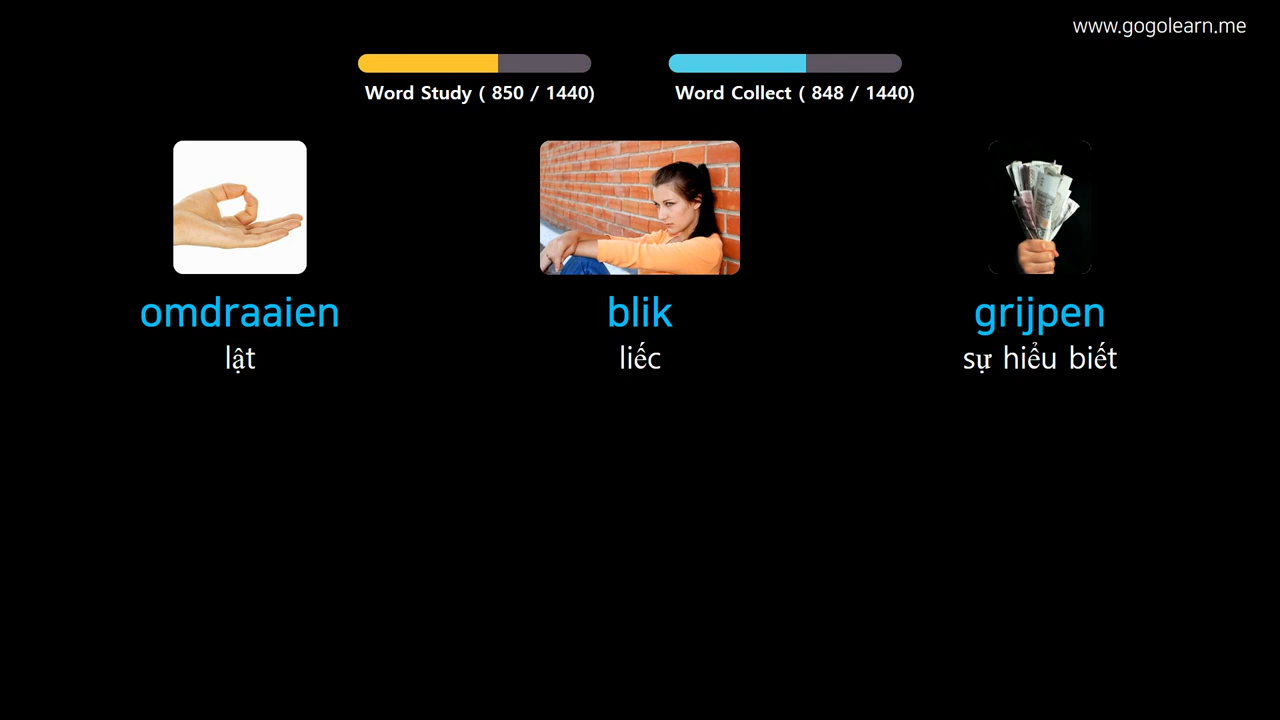 www.gogolearn.me
Word Study ( 850 / 1440)
Word Collect ( 848 / 1440)
omdraaien
lật
blik
liếc
grijpen
sự hiểu biết